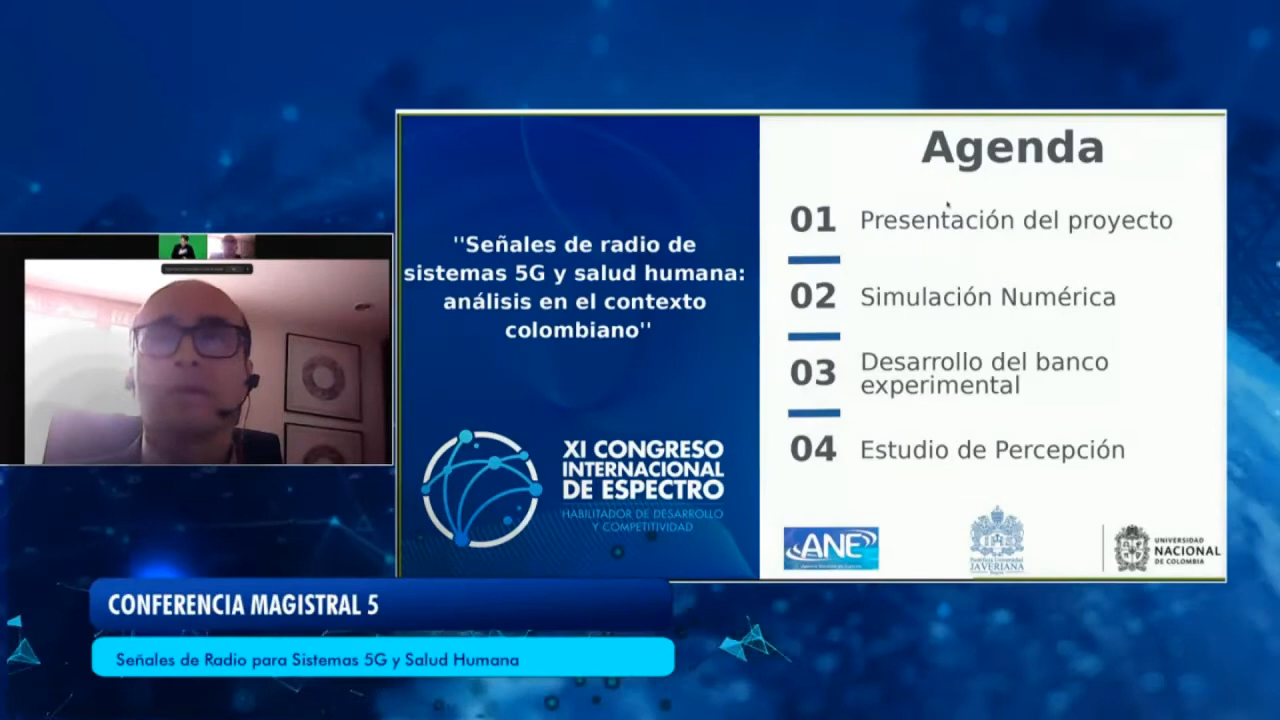 Agenda
''Señales de radio de
sistemas 5G y salud humana:
análisis en el contexto
colombiano''
01 Presentación del proyecto
02 Simulación Numérica
03 Desarrollo del banco
experimental
04 Estudio de Percepción
XI CONGRESO
INTERNACIONAL
DE ESPECTRO
HABILITADOR DE DESARROLLO
Y COMPETITIVIDAD
ANE
JAVERIANA
UNIVERSIDAD
NACIONAL
DE COLOMBIA
CONFERENCIA MAGISTRAL 5
Señales de Radio para Sistemas 5G y Salud Humana